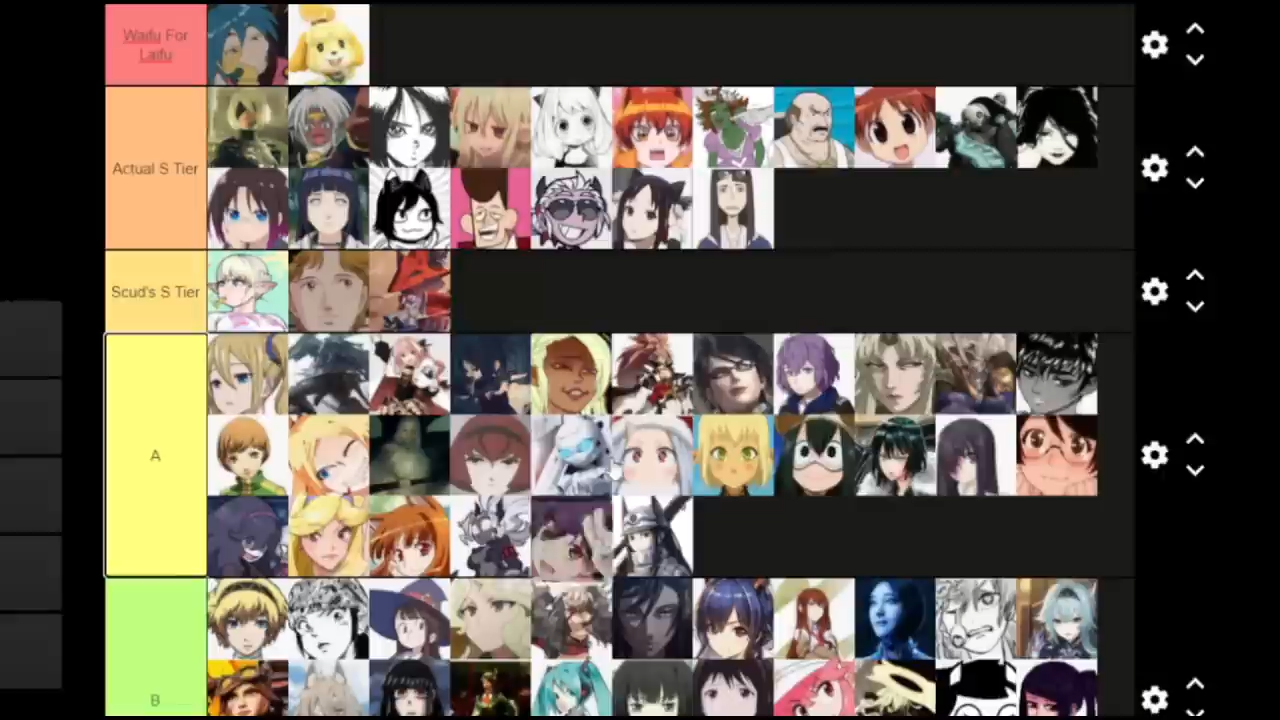 Waifu For
Laifu
Actual S Tier
Scud's S Tier
A
B